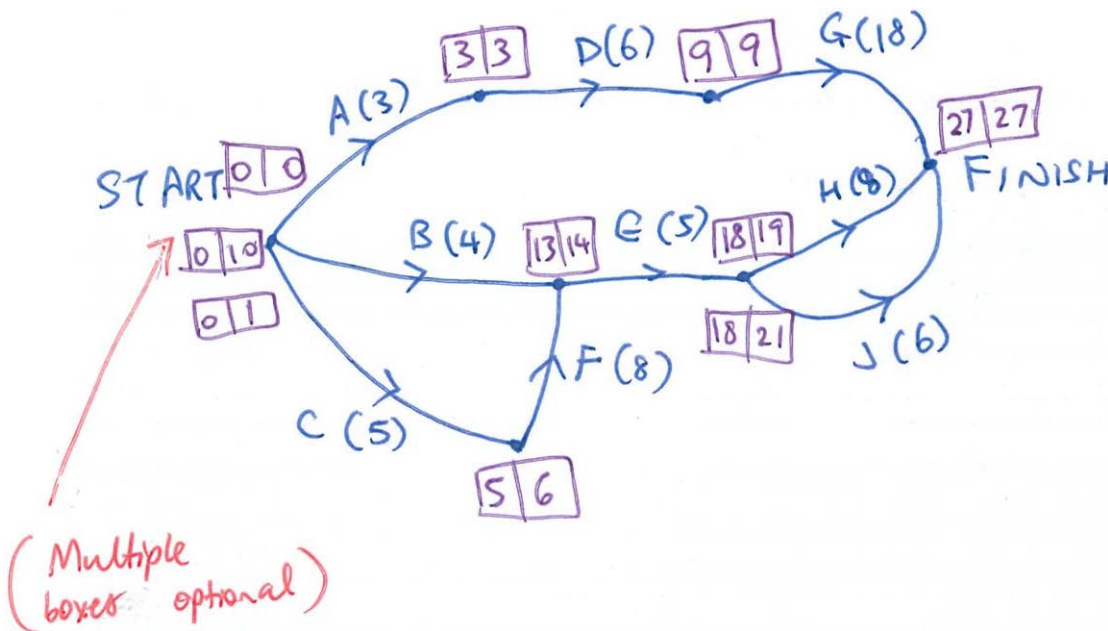 G(18)
3 3
D(6)
9 9
A(3)
27 27
START 0 0
FINISH
H(8)
B(4)
13 14
E(5)
18 19
0 10
0 1
18 21
J(6)
F(8)
C(5)
5 6
(Multiple
boxes optional)